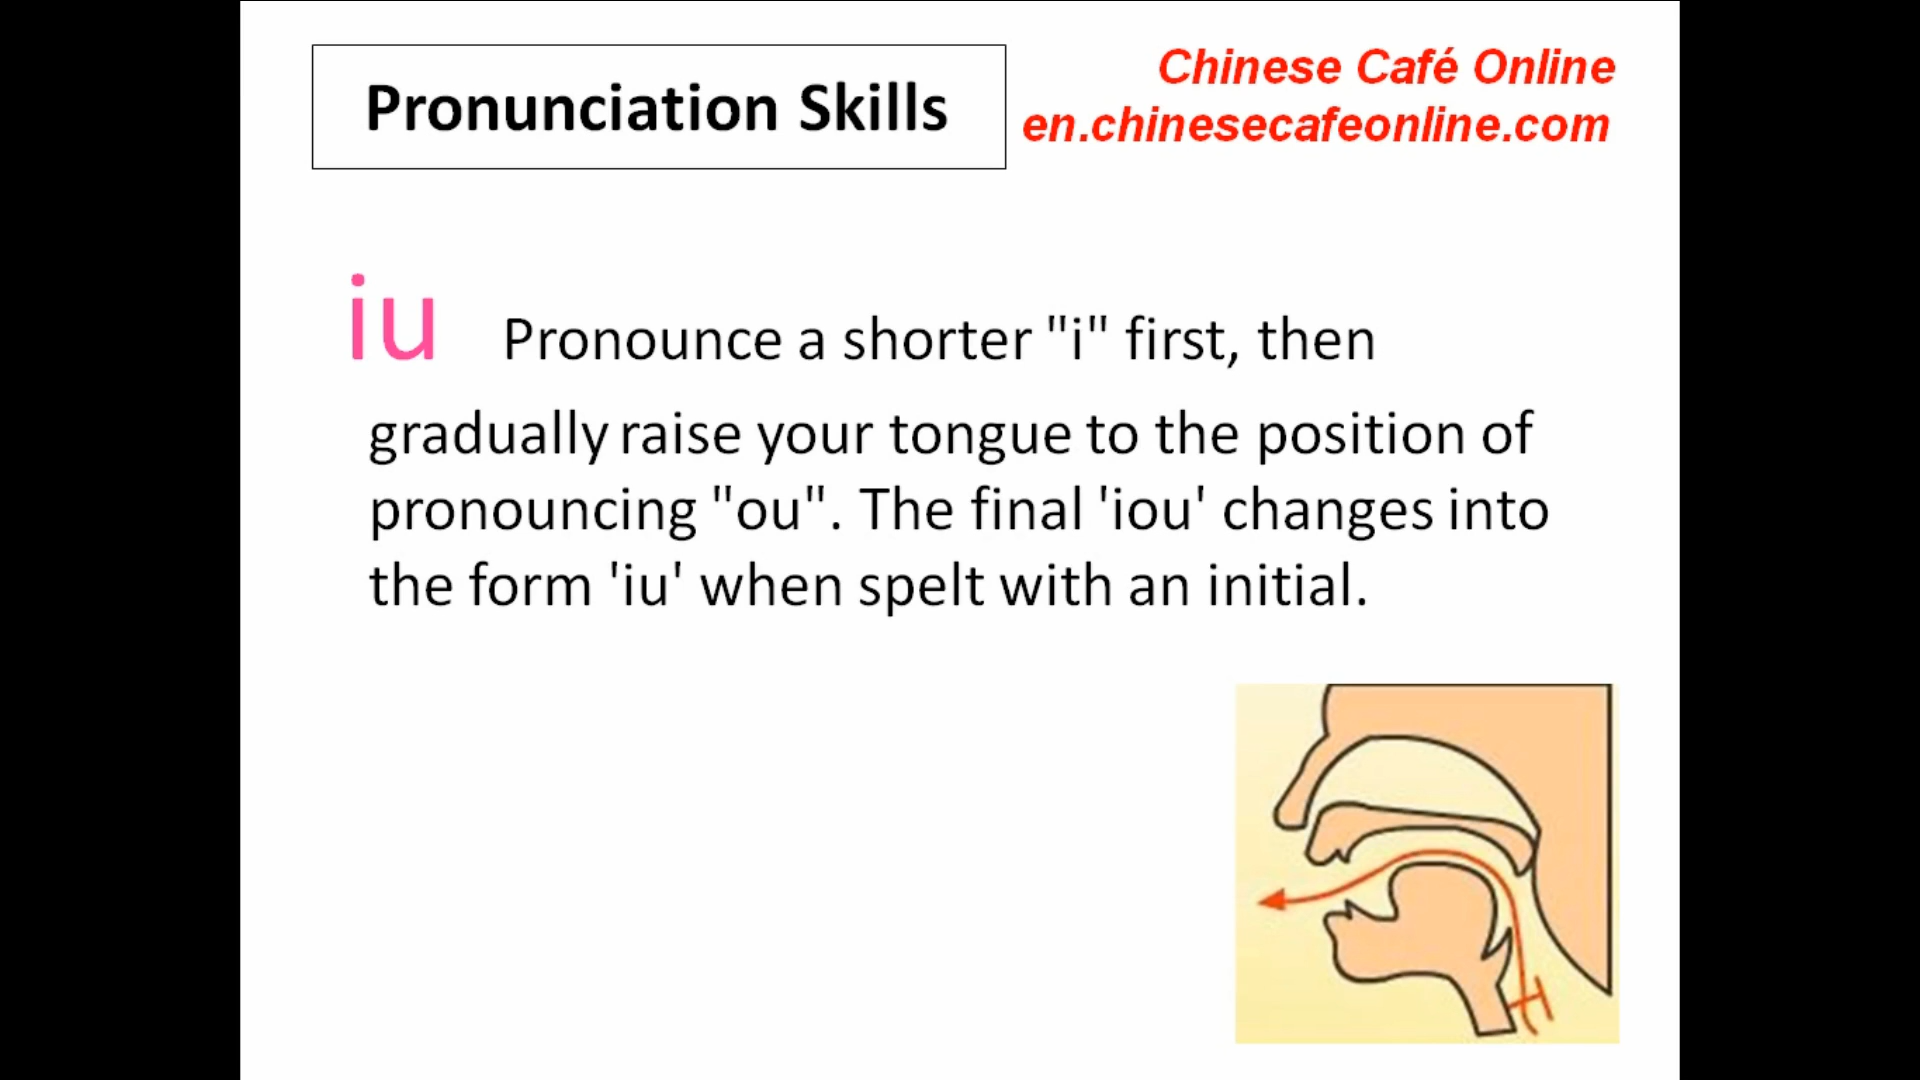 Pronunciation Skills
Chinese Café Online
en.chinesecafeonline.com
iu Pronounce a shorter "i" first, then
gradually raise your tongue to the position of
pronouncing "ou". The final 'iou' changes into
the form 'iu' when spelt with an initial.